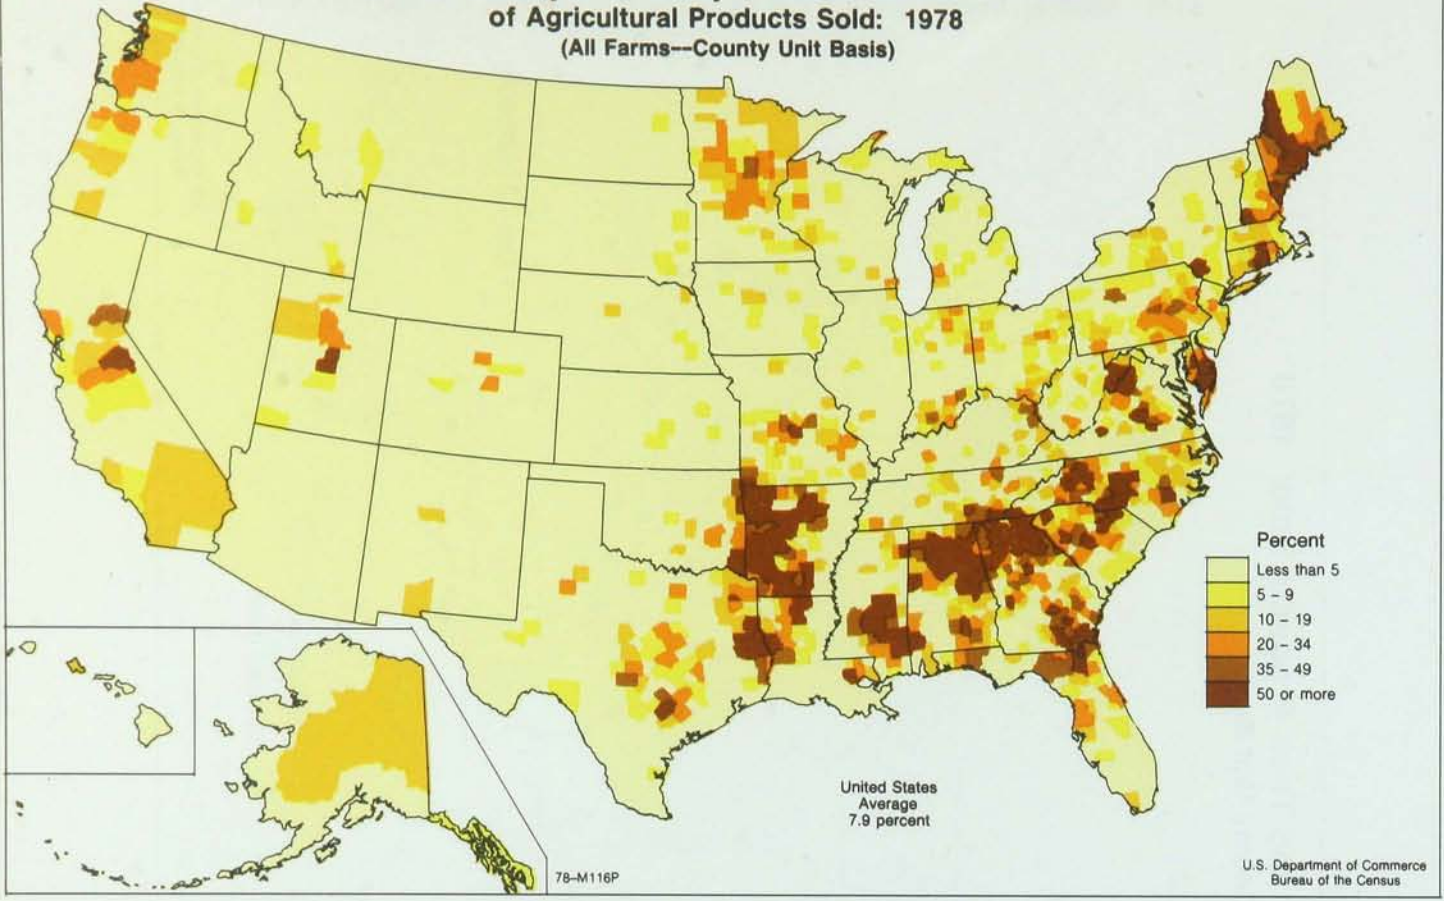 of Agricultural Products Sold: 1978
(All Farms--County Unit Basis)
Percent
Less than 5
5 - 9
10 - 19
20 - 34
35 - 49
50 or more
United States
Average
7.9 percent
78-M116P
U.S. Department of Commerce
Bureau of the Census